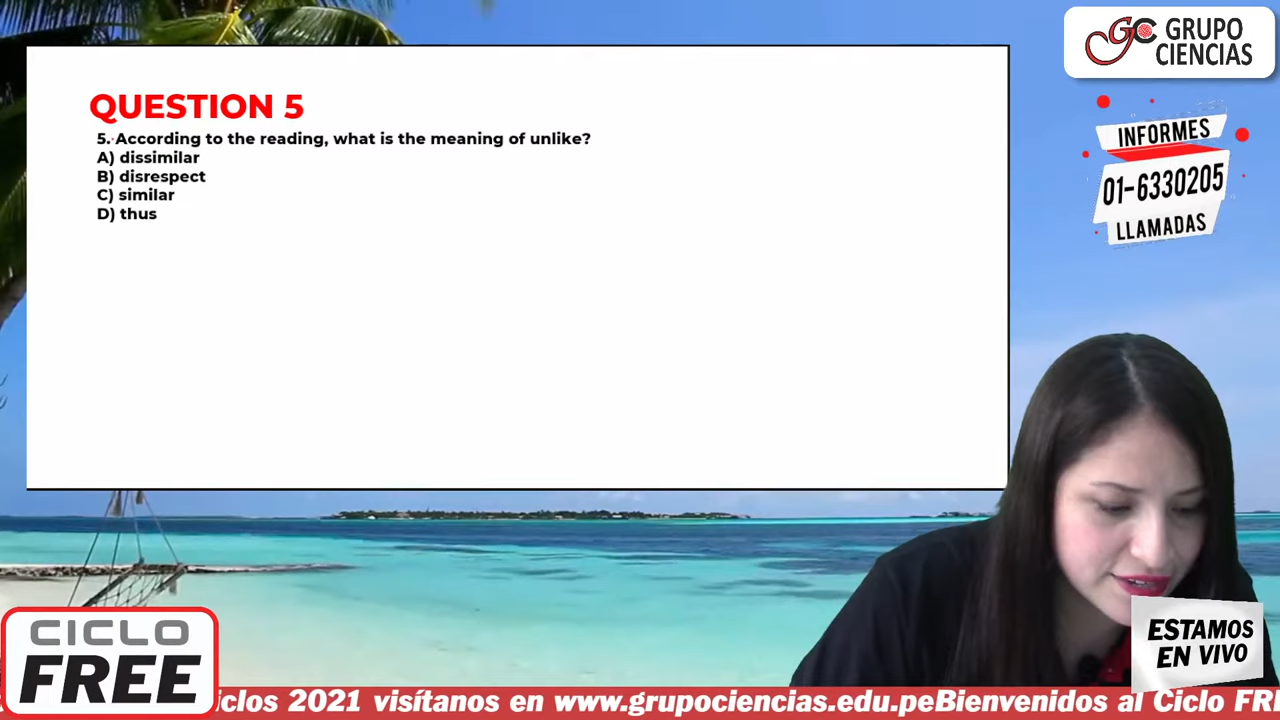 GC GRUPO
CIENCIAS
QUESTION 5
5. According to the reading, what is the meaning of unlike?
A) dissimilar
B) disrespect
C) similar
D) thus
INFORMES
01-6330205
LLAMADAS
CICLO
FREE
ESTAMOS
EN VIVO
iclos 2021 visítanos en www.grupociencias.edu.peBienvenidos al Ciclo FR